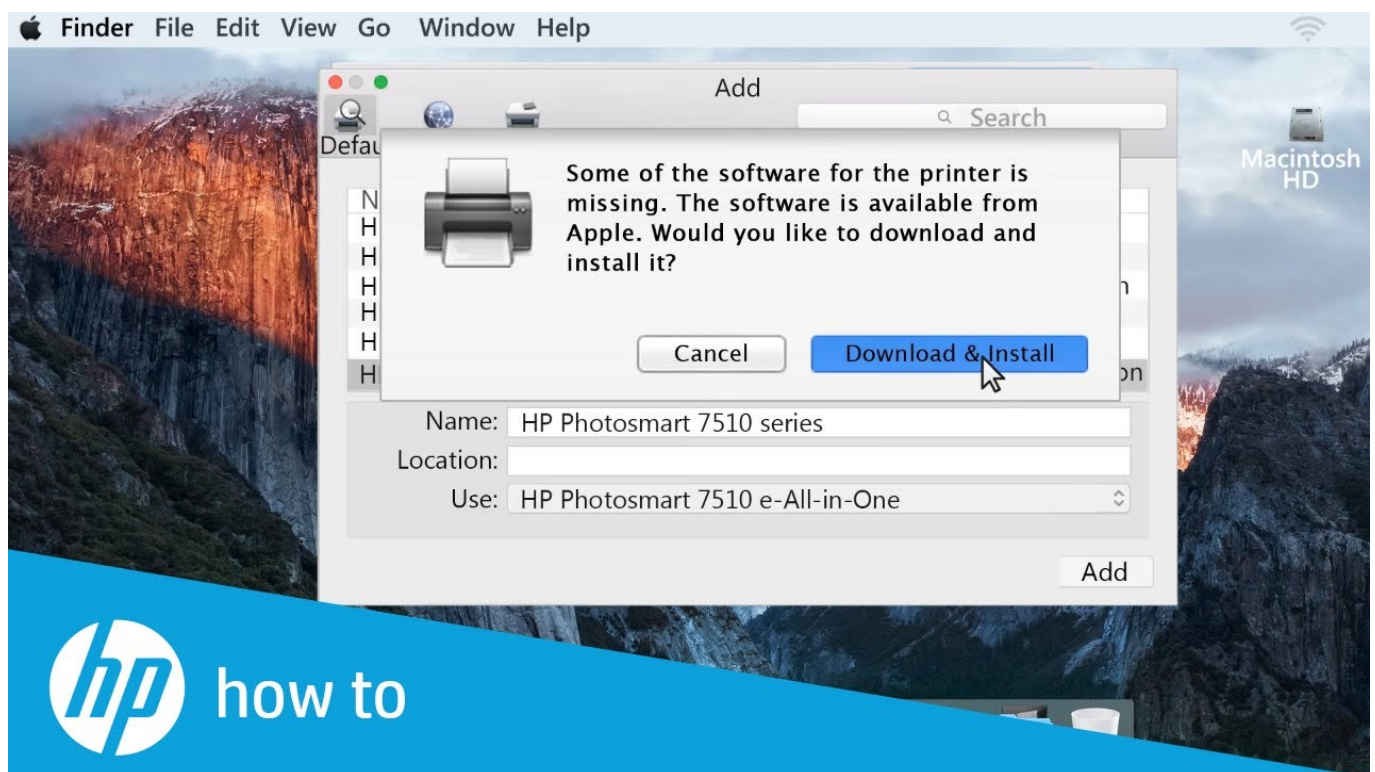 Finder File Edit View Go Window Help
Add
Search
Defau
Macintosh
HD
Some of the software for the printer is
missing. The software is available from
Apple. Would you like to download and
install it?
N
H
H
H
n
H
H
H
on
Cancel Download & Install
Name: HP Photosmart 7510 series
Location:
Use: HP Photosmart 7510 e-All-in-One
Add
hp how to